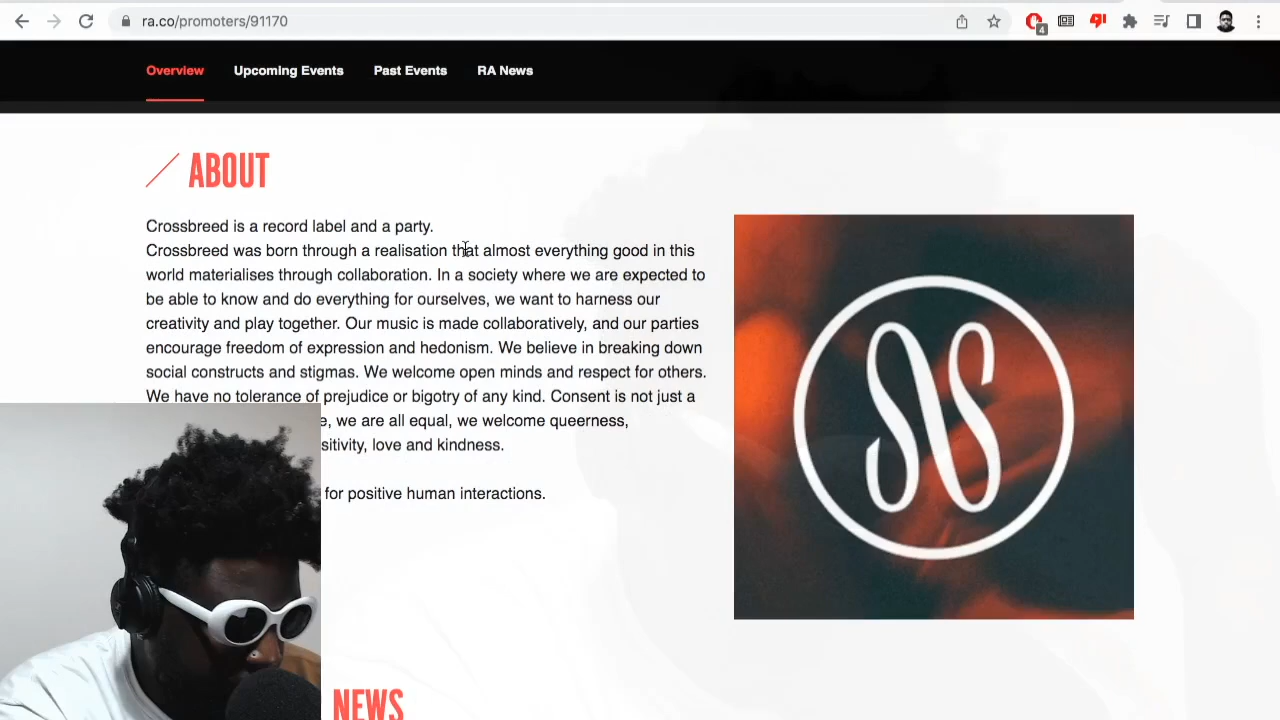 ra.co/promoters/91170
4
Overview Upcoming Events Past Events RA News
ABOUT
Crossbreed is a record label and a party.
Crossbreed was born through a realisation that almost everything good in this
world materialises through collaboration. In a society where we are expected to
be able to know and do everything for ourselves, we want to harness our
creativity and play together. Our music is made collaboratively, and our parties
encourage freedom of expression and hedonism. We believe in breaking down
social constructs and stigmas. We welcome open minds and respect for others.
We have no tolerance of prejudice or bigotry of any kind. Consent is not just a
e, we are all equal, we welcome queerness,
sitivity, love and kindness.
for positive human interactions.
NEWS